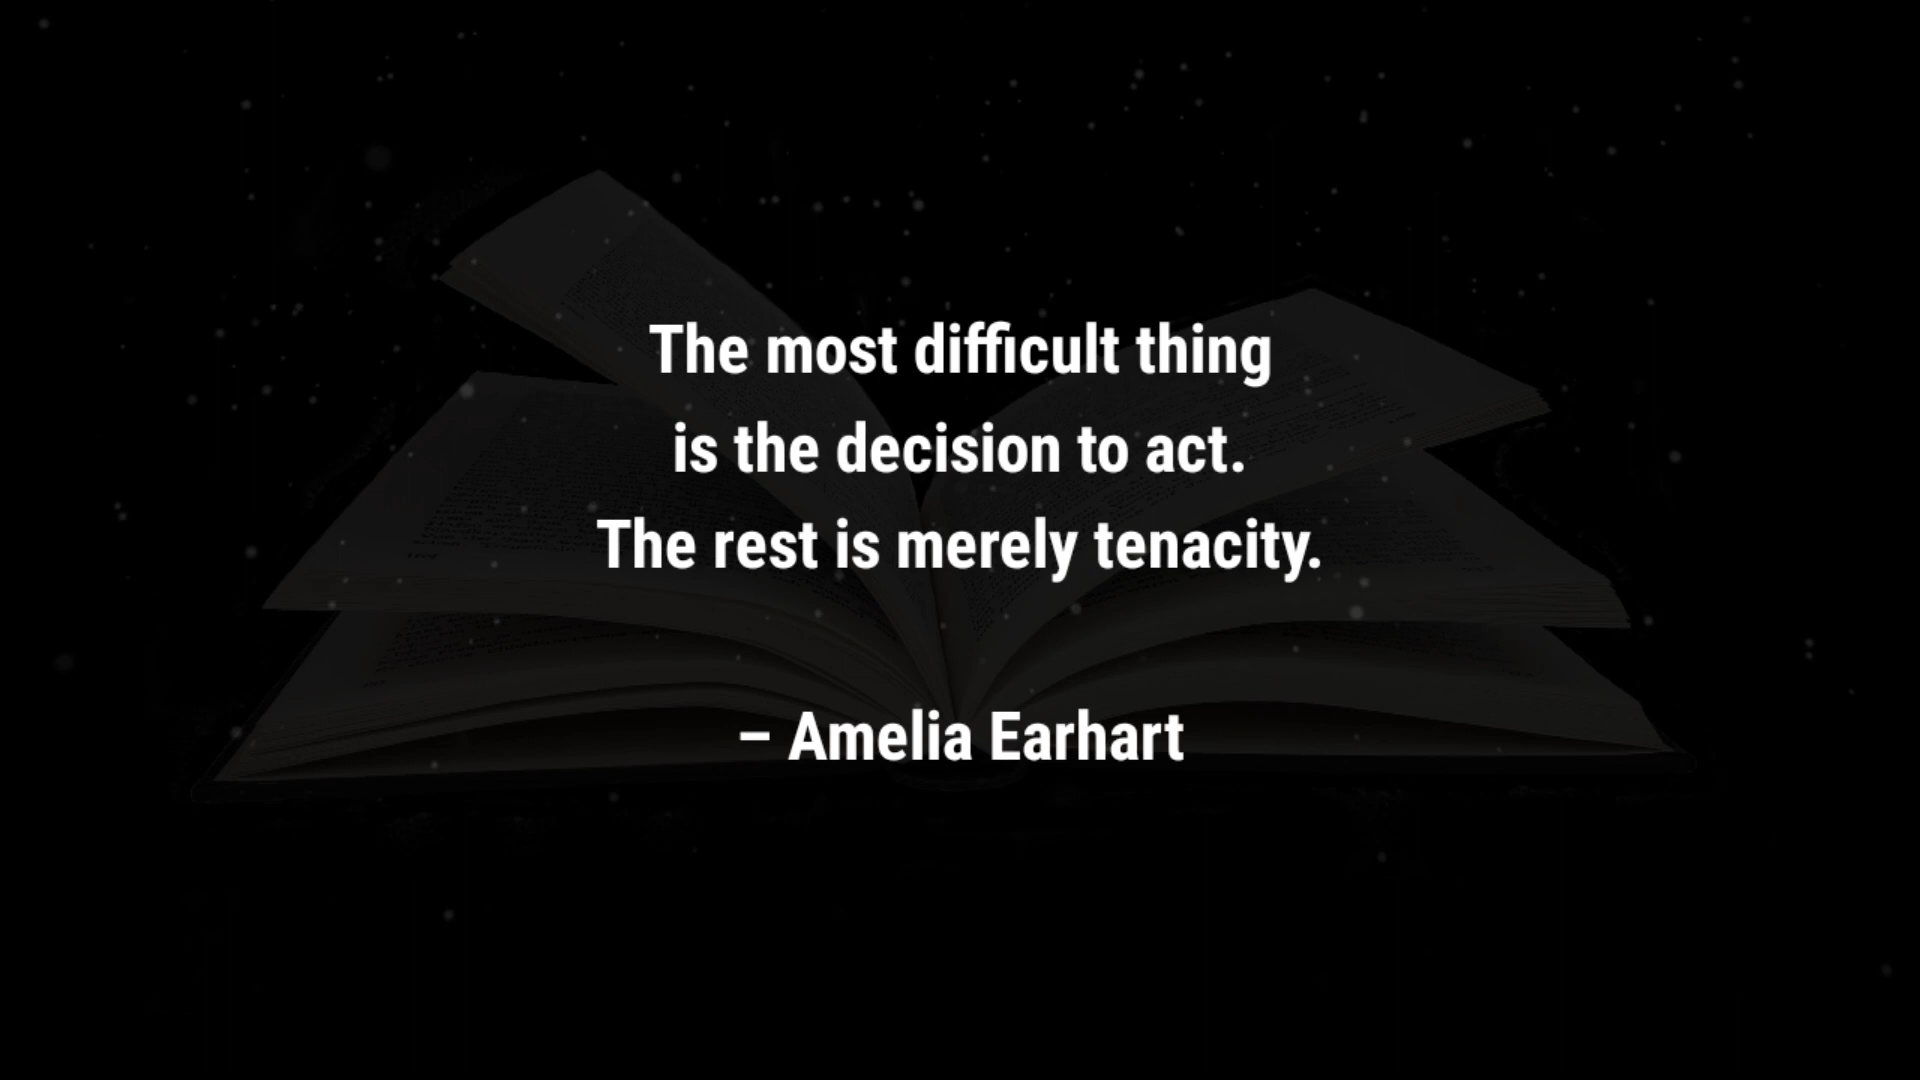 The most difficult thing
is the decision to act.
The rest is merely tenacity.
– Amelia Earhart